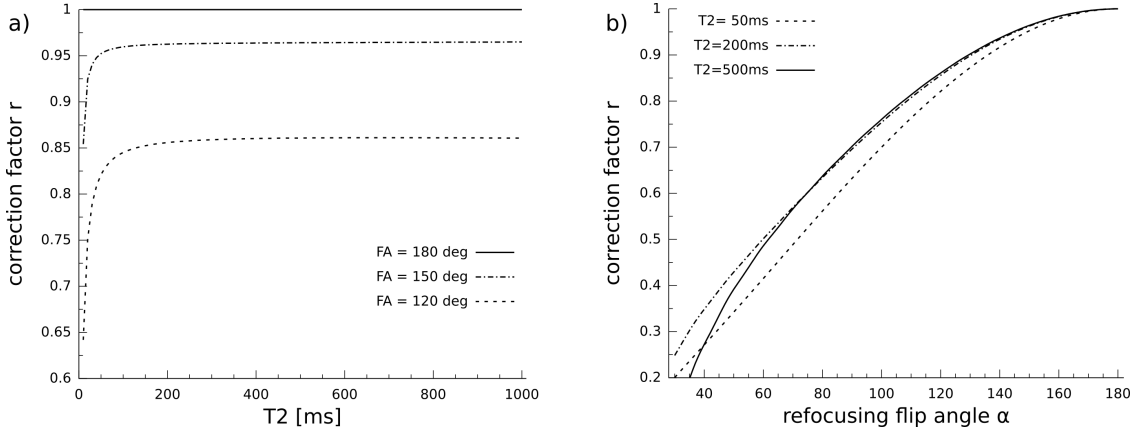 a)
correction factor r
1
0.95
0.9
0.85
0.8
0.75
0.7
0.65
0.6
0
200
400
600
800
1000
T2 [ms]
FA = 180 deg
FA = 150 deg
FA = 120 deg
b)
correction factor r
1
0.9
0.8
0.7
0.6
0.5
0.4
0.3
0.2
40
60
80
100
120
140
160
180
refocusing flip angle α
T2= 50ms
T2=200ms
T2=500ms